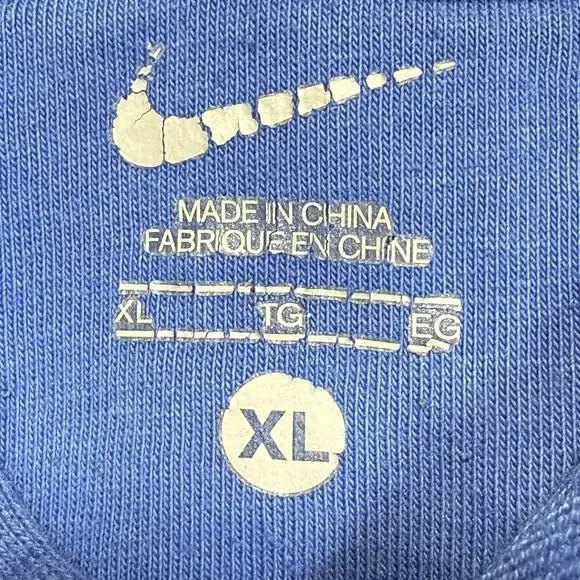 MADE IN CHINA
FABRIQUE EN CHINE
XL TG EG
XL